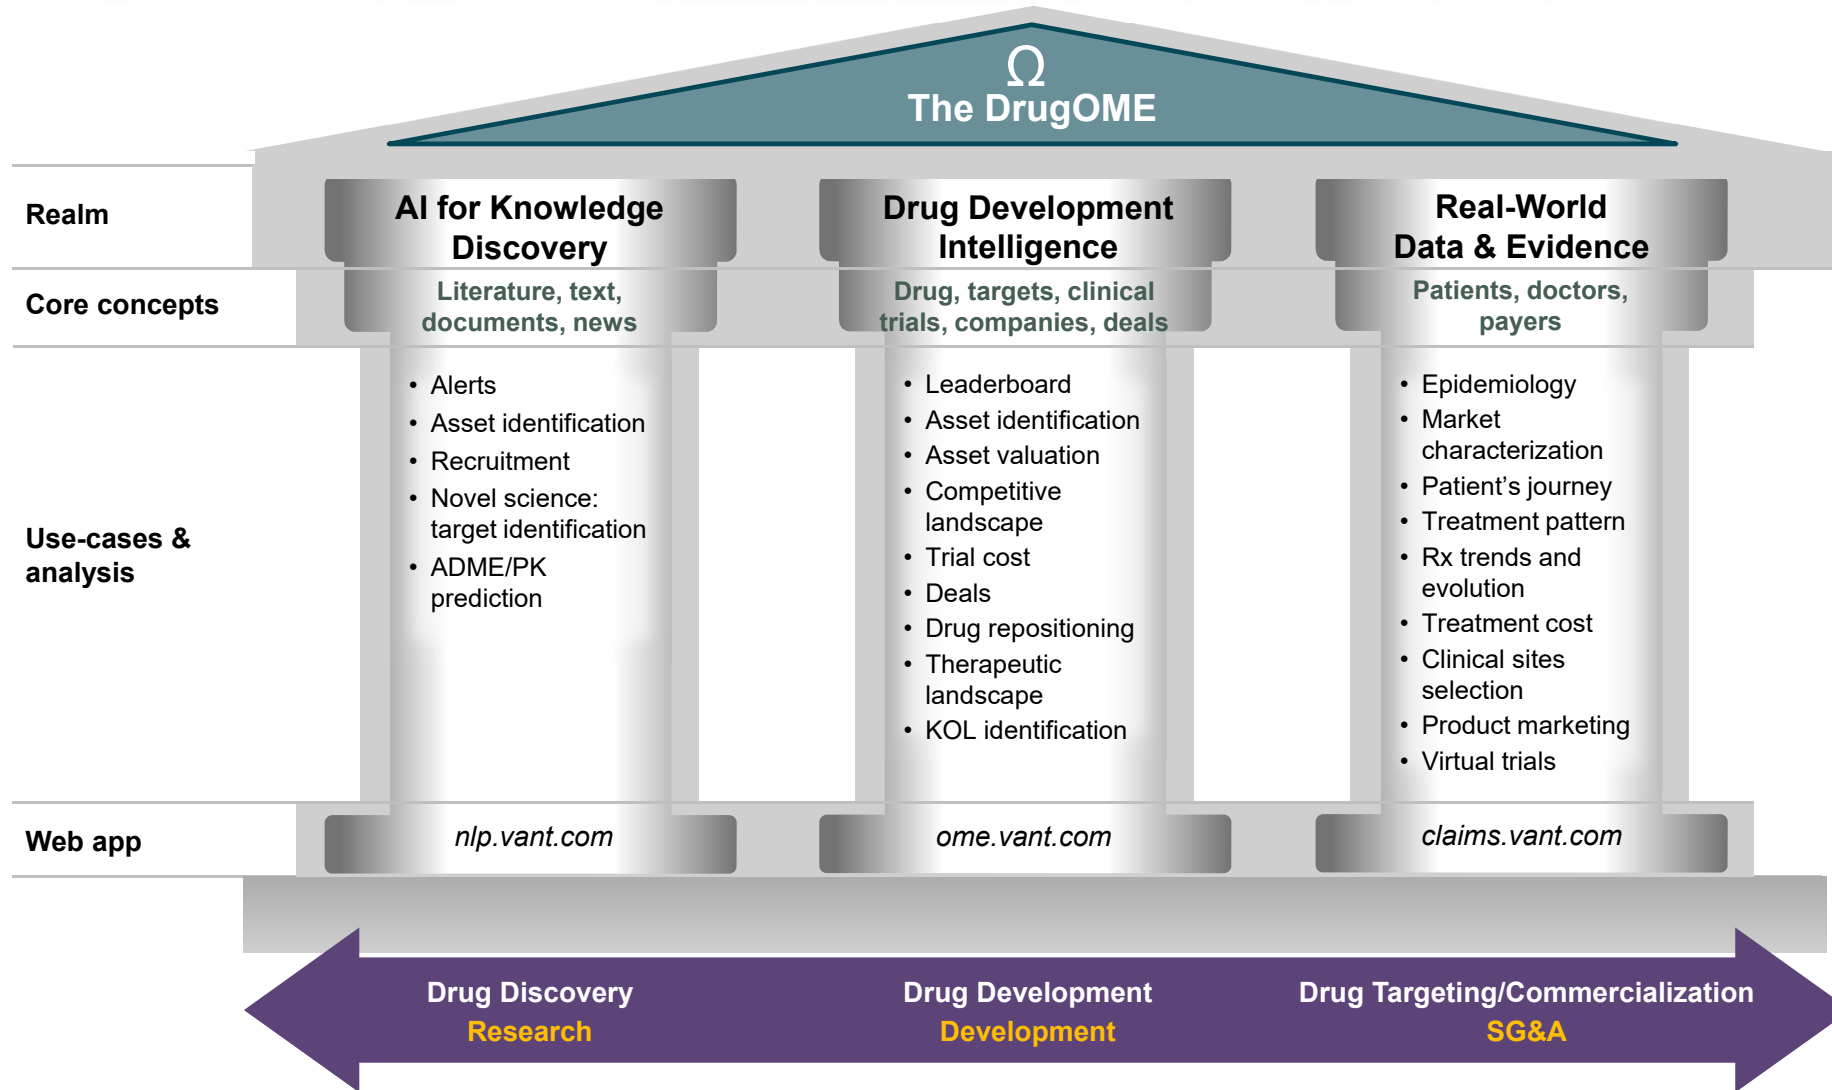 Ω
The DrugOME
Realm
AI for Knowledge
Discovery
Drug Development
Intelligence
Real-World
Data & Evidence
Core concepts
Literature, text,
documents, news
Drug, targets, clinical
trials, companies, deals
Patients, doctors,
payers
Use-cases &
analysis
• Alerts
• Asset identification
• Recruitment
• Novel science:
target identification
• ADME/PK
prediction
• Leaderboard
• Asset identification
• Asset valuation
• Competitive
landscape
• Trial cost
• Deals
• Drug repositioning
• Therapeutic
landscape
• KOL identification
• Epidemiology
• Market
characterization
• Patient’s journey
• Treatment pattern
• Rx trends and
evolution
• Treatment cost
• Clinical sites
selection
• Product marketing
• Virtual trials
Web app
nlp.vant.com
ome.vant.com
claims.vant.com
Drug Discovery
Research
Drug Development
Development
Drug Targeting/Commercialization
SG&A